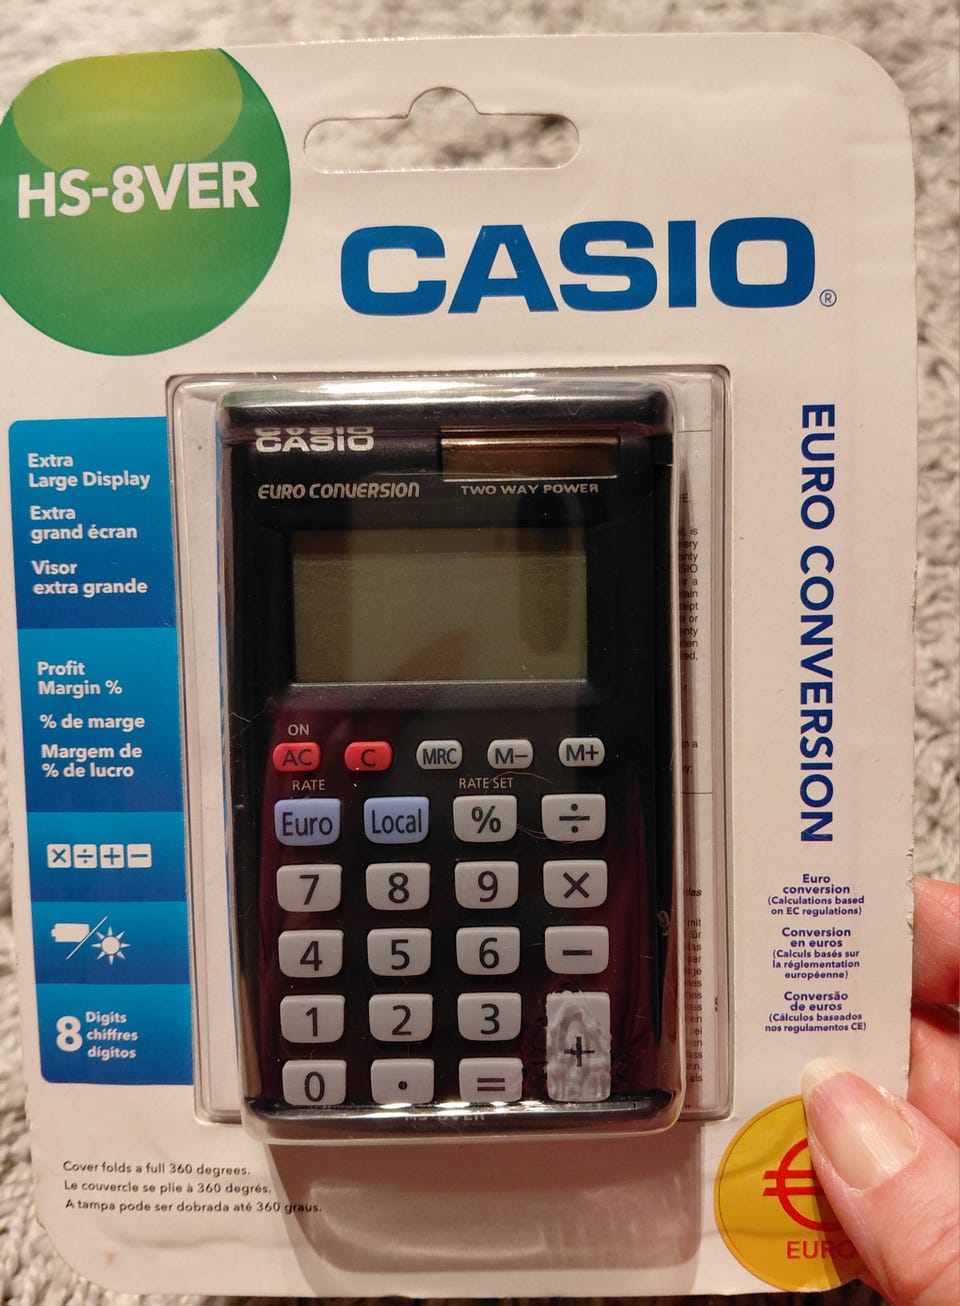 HS-8VER
CASIO®
Extra
Large Display
Extra
grand écran
Visor
extra grande
Profit
Margin %
% de marge
Margem de
% de lucro
×÷+−
8 Digits
chiffres
dígitos
CASIO
EURO CONVERSION
TWO WAY POWER
ON
AC C MRC M− M+
RATE RATE SET
Euro Local % ÷
7 8 9 ×
4 5 6 −
1 2 3
0 . = +
EURO CONVERSION
Euro
conversion
(Calculations based
on EC regulations)
Conversion
en euros
(Calculs basés sur
la réglementation
européenne)
Conversão
de euros
(Cálculos baseados
nos regulamentos CE)
Cover folds a full 360 degrees.
Le couvercle se plie à 360 degrés.
A tampa pode ser dobrada até 360 graus.
€
EURO